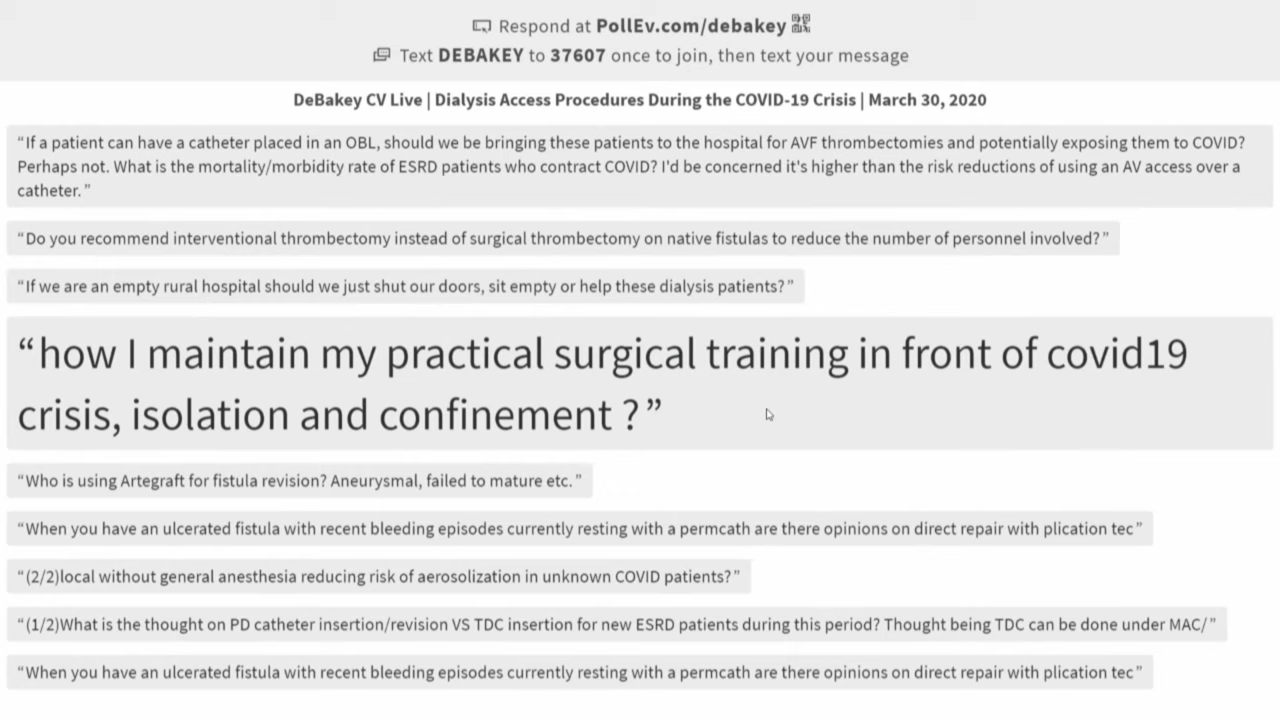 Respond at PollEv.com/debakey
Text DEBAKEY to 37607 once to join, then text your message
DeBakey CV Live | Dialysis Access Procedures During the COVID-19 Crisis | March 30, 2020
“If a patient can have a catheter placed in an OBL, should we be bringing these patients to the hospital for AVF thrombectomies and potentially exposing them to COVID?
Perhaps not. What is the mortality/morbidity rate of ESRD patients who contract COVID? I'd be concerned it's higher than the risk reductions of using an AV access over a
catheter.”
“Do you recommend interventional thrombectomy instead of surgical thrombectomy on native fistulas to reduce the number of personnel involved?”
“If we are an empty rural hospital should we just shut our doors, sit empty or help these dialysis patients?”
“how I maintain my practical surgical training in front of covid19
crisis, isolation and confinement ?”
“Who is using Artegraft for fistula revision? Aneurysmal, failed to mature etc.”
“When you have an ulcerated fistula with recent bleeding episodes currently resting with a permcath are there opinions on direct repair with plication tec”
“(2/2)local without general anesthesia reducing risk of aerosolization in unknown COVID patients?”
“(1/2)What is the thought on PD catheter insertion/revision VS TDC insertion for new ESRD patients during this period? Thought being TDC can be done under MAC/”
“When you have an ulcerated fistula with recent bleeding episodes currently resting with a permcath are there opinions on direct repair with plication tec”